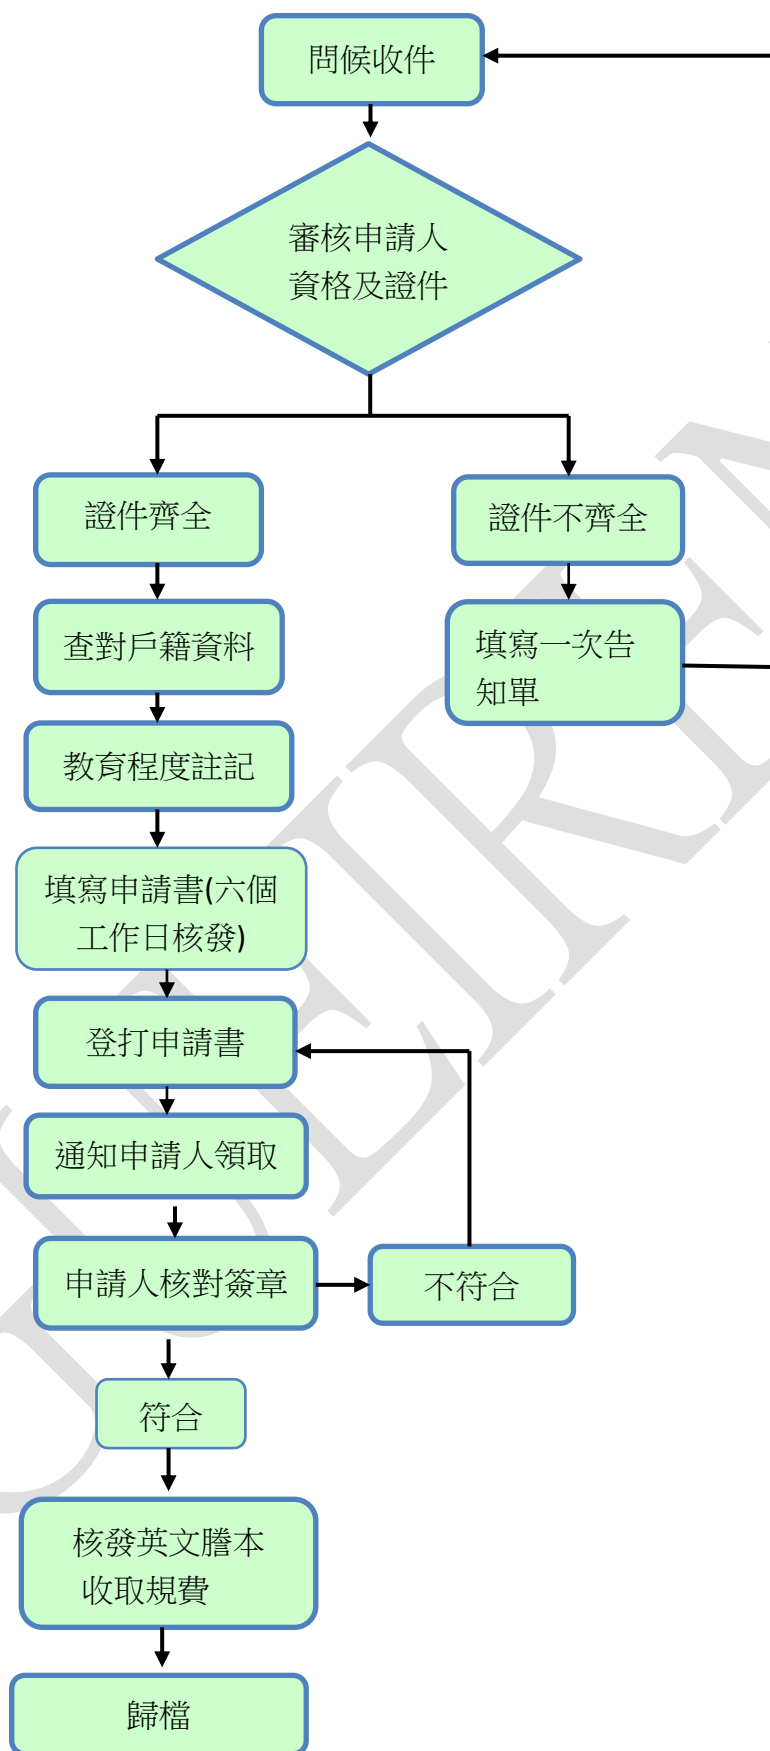 問候收件
審核申請人
資格及證件
證件齊全
證件不齊全
查對戶籍資料
填寫一次告
知單
教育程度註記
填寫申請書(六個
工作日核發)
登打申請書
通知申請人領取
申請人核對簽章
不符合
符合
核發英文謄本
收取規費
歸檔